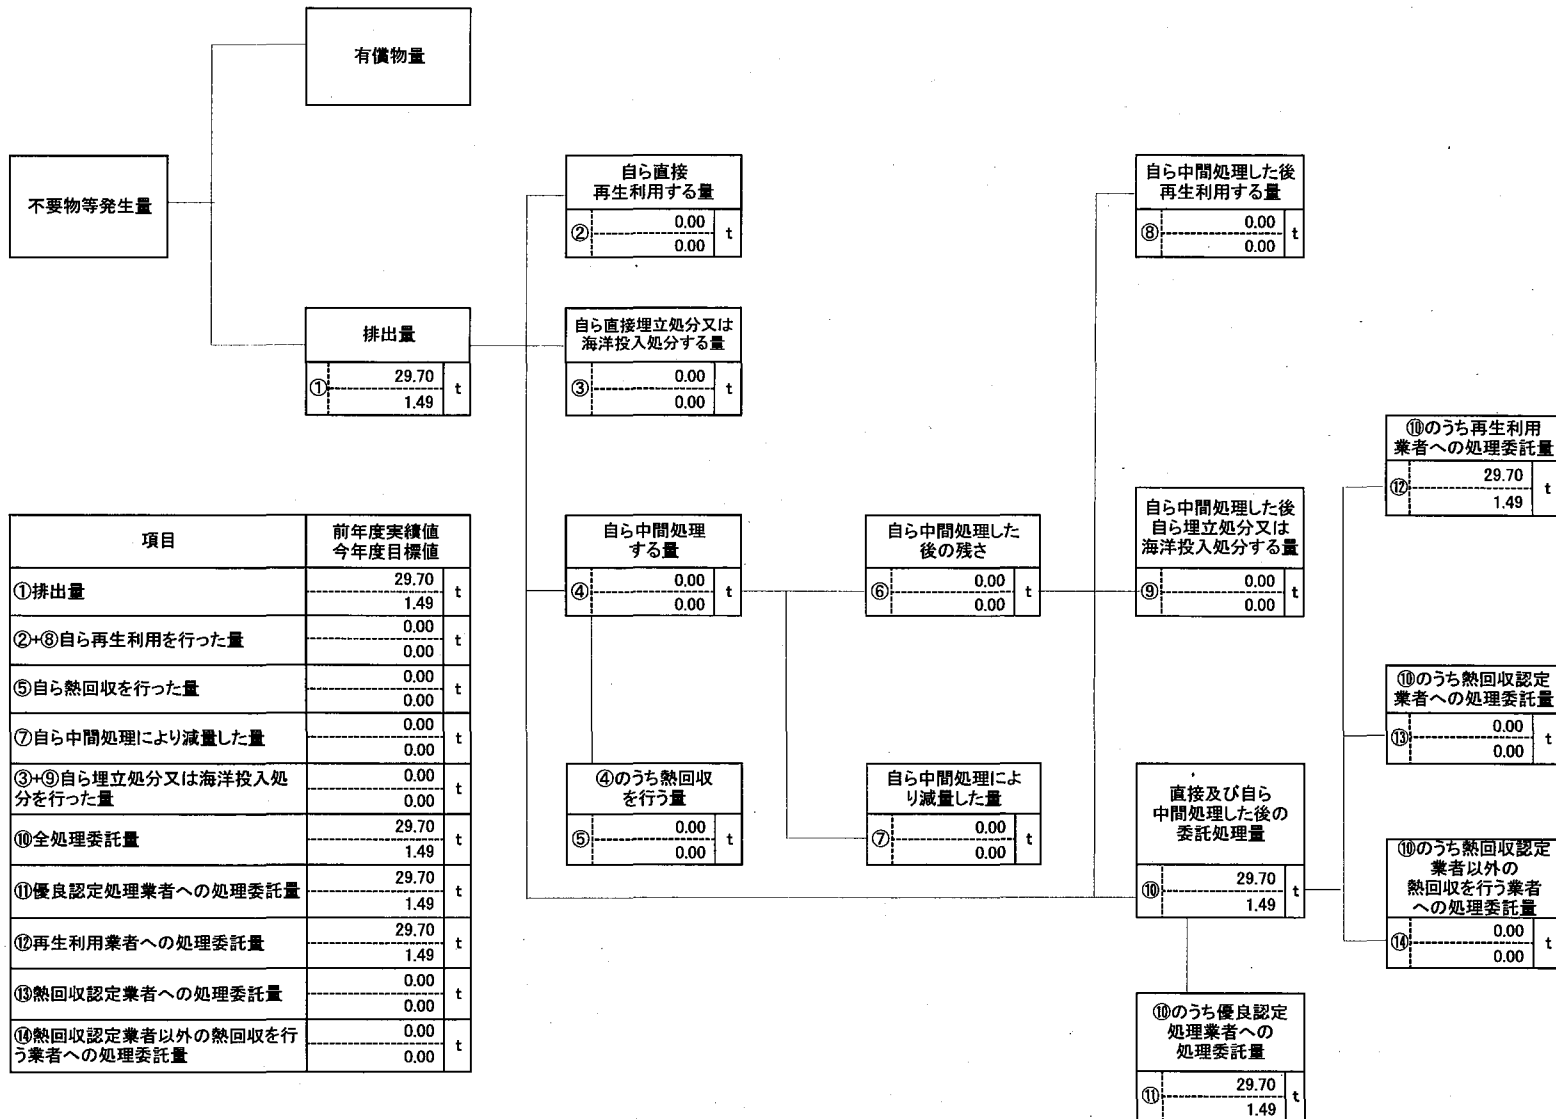 有償物量
不要物等発生量
排出量
① 29.70 t
1.49
自ら直接
再生利用する量
② 0.00 t
0.00
自ら直接埋立処分又は
海洋投入処分する量
③ 0.00 t
0.00
自ら中間処理
する量
④ 0.00 t
0.00
④のうち熱回収
を行う量
⑤ 0.00 t
0.00
自ら中間処理した
後の残さ
⑥ 0.00 t
0.00
自ら中間処理によ
り減量した量
⑦ 0.00 t
0.00
自ら中間処理した後
再生利用する量
⑧ 0.00 t
0.00
自ら中間処理した後
自ら埋立処分又は
海洋投入処分する量
⑨ 0.00 t
0.00
直接及び自ら
中間処理した後の
委託処理量
⑩ 29.70 t
1.49
⑩のうち優良認定
処理業者への
処理委託量
⑪ 29.70 t
1.49
⑩のうち再生利用
業者への処理委託量
⑫ 29.70 t
1.49
⑩のうち熱回収認定
業者への処理委託量
⑬ 0.00 t
0.00
⑩のうち熱回収認定
業者以外の
熱回収を行う業者
への処理委託量
⑭ 0.00 t
0.00
項目 前年度実績値
今年度目標値
①排出量 29.70 t
1.49
②+⑧自ら再生利用を行った量 0.00 t
0.00
⑤自ら熱回収を行った量 0.00 t
0.00
⑦自ら中間処理により減量した量 0.00 t
0.00
③+⑨自ら埋立処分又は海洋投入処 0.00 t
分を行った量 0.00
⑩全処理委託量 29.70 t
1.49
⑪優良認定処理業者への処理委託量 29.70 t
1.49
⑫再生利用業者への処理委託量 29.70 t
1.49
⑬熱回収認定業者への処理委託量 0.00 t
0.00
⑭熱回収認定業者以外の熱回収を行 0.00 t
う業者への処理委託量 0.00